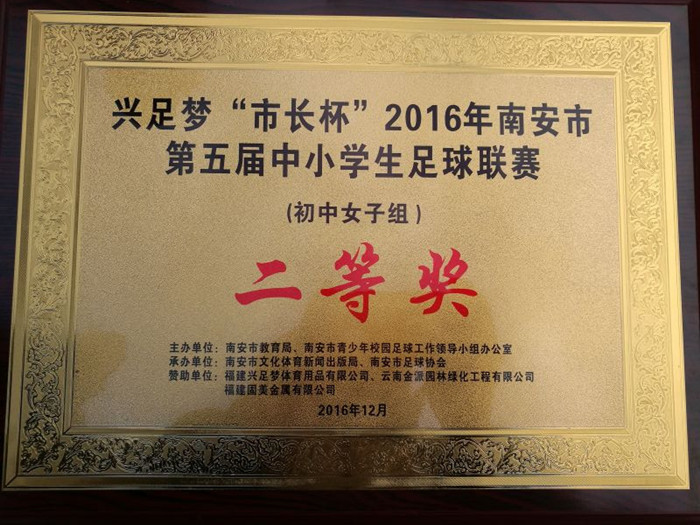 兴足梦“市长杯”2016年南安市
第五届中小学生足球联赛
(初中女子组)
二等奖
主办单位：南安市教育局、南安市青少年校园足球工作领导小组办公室
承办单位：南安市文化体育新闻出版局、南安市足球协会
赞助单位：福建兴足梦体育用品有限公司、云南金派园林绿化工程有限公司
福建固美金属有限公司
2016年12月